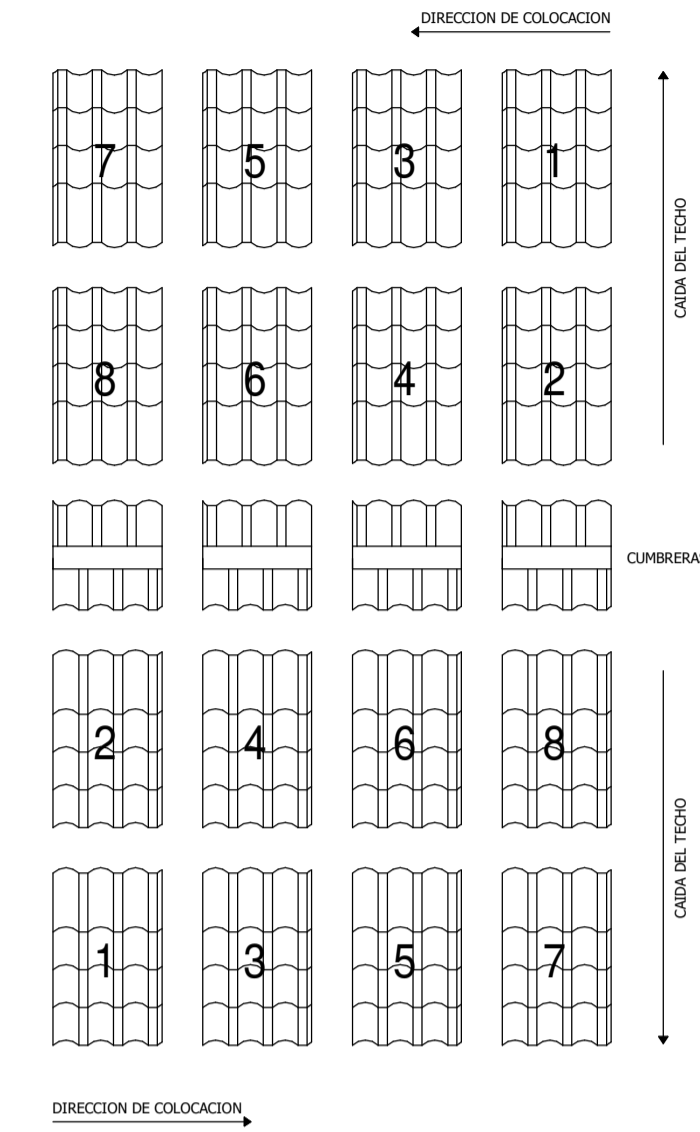 DIRECCION DE COLOCACION
7 5 3 1
CAIDA DEL TECHO
8 6 4 2
CUMBRERA
2 4 6 8
CAIDA DEL TECHO
1 3 5 7
DIRECCION DE COLOCACION